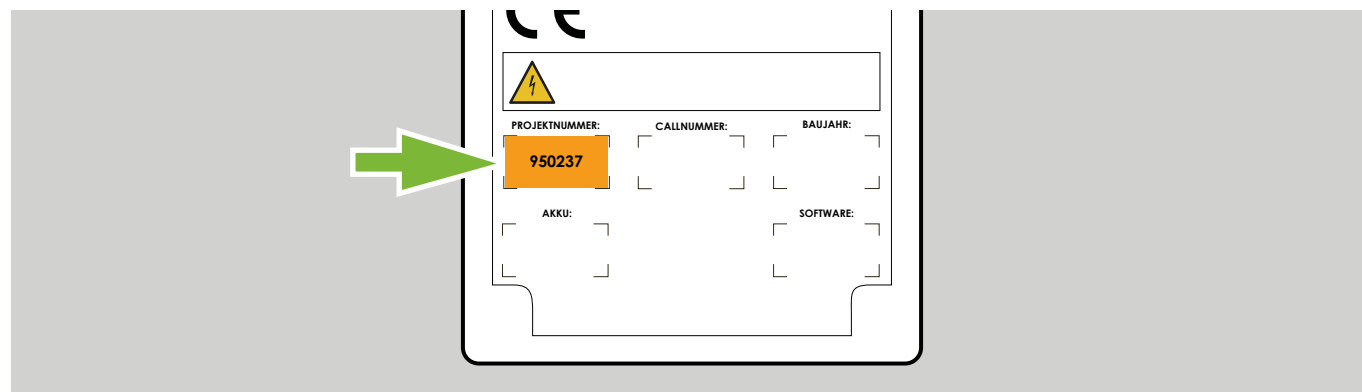 CE
PROJEKTNUMMER:
CALLNUMMER:
BAUJAHR:
950237
AKKU:
SOFTWARE: